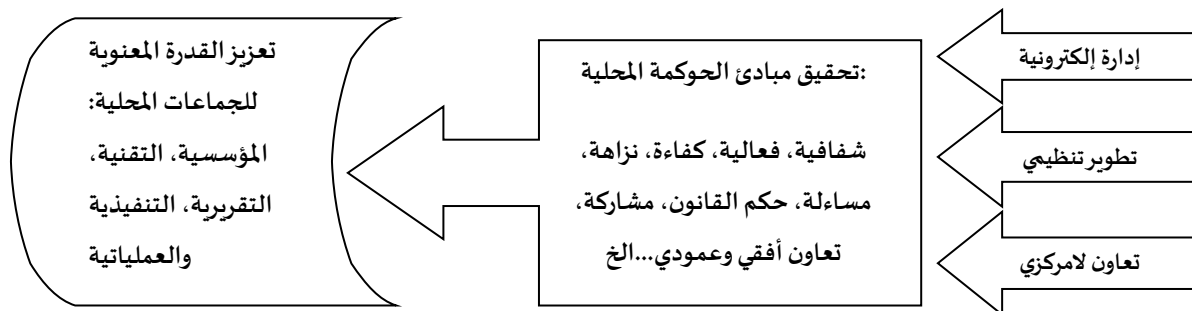 إدارة إلكترونية
تطوير تنظيمي
تعاون لامركزي
تحقيق مبادئ الحوكمة المحلية:
شفافية، فعالية، كفاءة، نزاهة،
مساءلة، حكم القانون، مشاركة،
تعاون أفقي وعمودي...الخ
تعزيز القدرة المعنوية
للجماعات المحلية:
المؤسسية، التقنية،
التقريرية، التنفيذية
والعملياتية